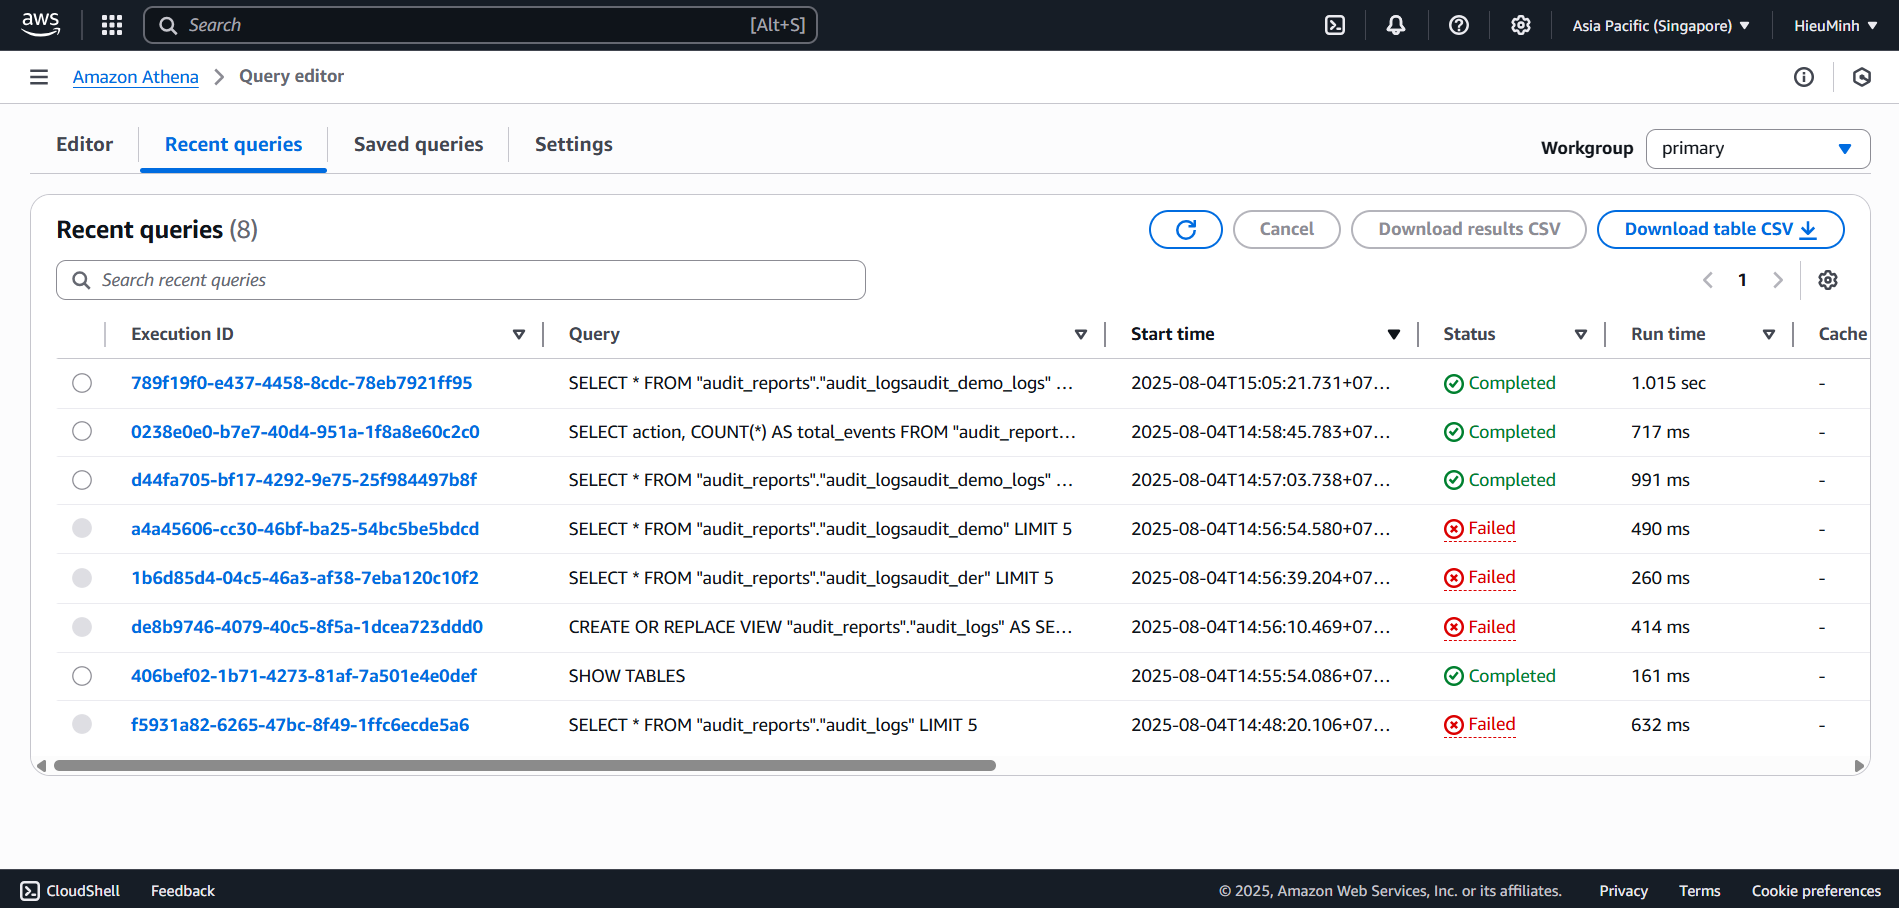 aws Search [Alt+S] Asia Pacific (Singapore) HieuMinh
Amazon Athena Query editor
Editor Recent queries Saved queries Settings Workgroup primary
Recent queries (8) Cancel Download results CSV Download table CSV
Search recent queries 1
Execution ID Query Start time Status Run time Cache
789f19f0-e437-4458-8cdc-78eb7921ff95 SELECT * FROM "audit_reports"."audit_logsaudit_demo_logs" ... 2025-08-04T15:05:21.731+07... Completed 1.015 sec -
0238e0e0-b7e7-40d4-951a-1f8a8e60c2c0 SELECT action, COUNT(*) AS total_events FROM "audit_report... 2025-08-04T14:58:45.783+07... Completed 717 ms -
d44fa705-bf17-4292-9e75-25f984497b8f SELECT * FROM "audit_reports"."audit_logsaudit_demo_logs" ... 2025-08-04T14:57:03.738+07... Completed 991 ms -
a4a45606-cc30-46bf-ba25-54bc5be5bdcd SELECT * FROM "audit_reports"."audit_logsaudit_demo" LIMIT 5 2025-08-04T14:56:54.580+07... Failed 490 ms -
1b6d85d4-04c5-46a3-af38-7eba120c10f2 SELECT * FROM "audit_reports"."audit_logsaudit_der" LIMIT 5 2025-08-04T14:56:39.204+07... Failed 260 ms -
de8b9746-4079-40c5-8f5a-1dcea723ddd0 CREATE OR REPLACE VIEW "audit_reports"."audit_logs" AS SE... 2025-08-04T14:56:10.469+07... Failed 414 ms -
406bef02-1b71-4273-81af-7a501e4e0def SHOW TABLES 2025-08-04T14:55:54.086+07... Completed 161 ms -
f5931a82-6265-47bc-8f49-1ffc6ecde5a6 SELECT * FROM "audit_reports"."audit_logs" LIMIT 5 2025-08-04T14:48:20.106+07... Failed 632 ms -
CloudShell Feedback © 2025, Amazon Web Services, Inc. or its affiliates. Privacy Terms Cookie preferences